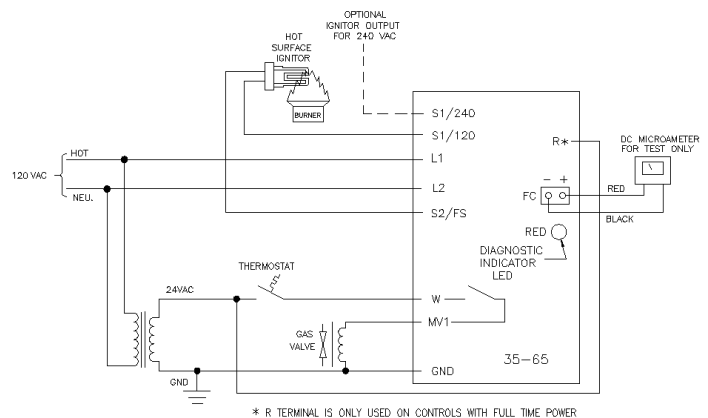 OPTIONAL
IGNITOR OUTPUT
FOR 240 VAC
HOT
SURFACE
IGNITOR
BURNER
S1/240
S1/120
R*
DC MICROAMETER
FOR TEST ONLY
HOT
L1
120 VAC
L2
NEU.
- +
FC
RED
BLACK
S2/FS
RED
DIAGNOSTIC
INDICATOR
LED
THERMOSTAT
24VAC
W
MV1
GAS
VALVE
35-65
GND
GND
* R TERMINAL IS ONLY USED ON CONTROLS WITH FULL TIME POWER